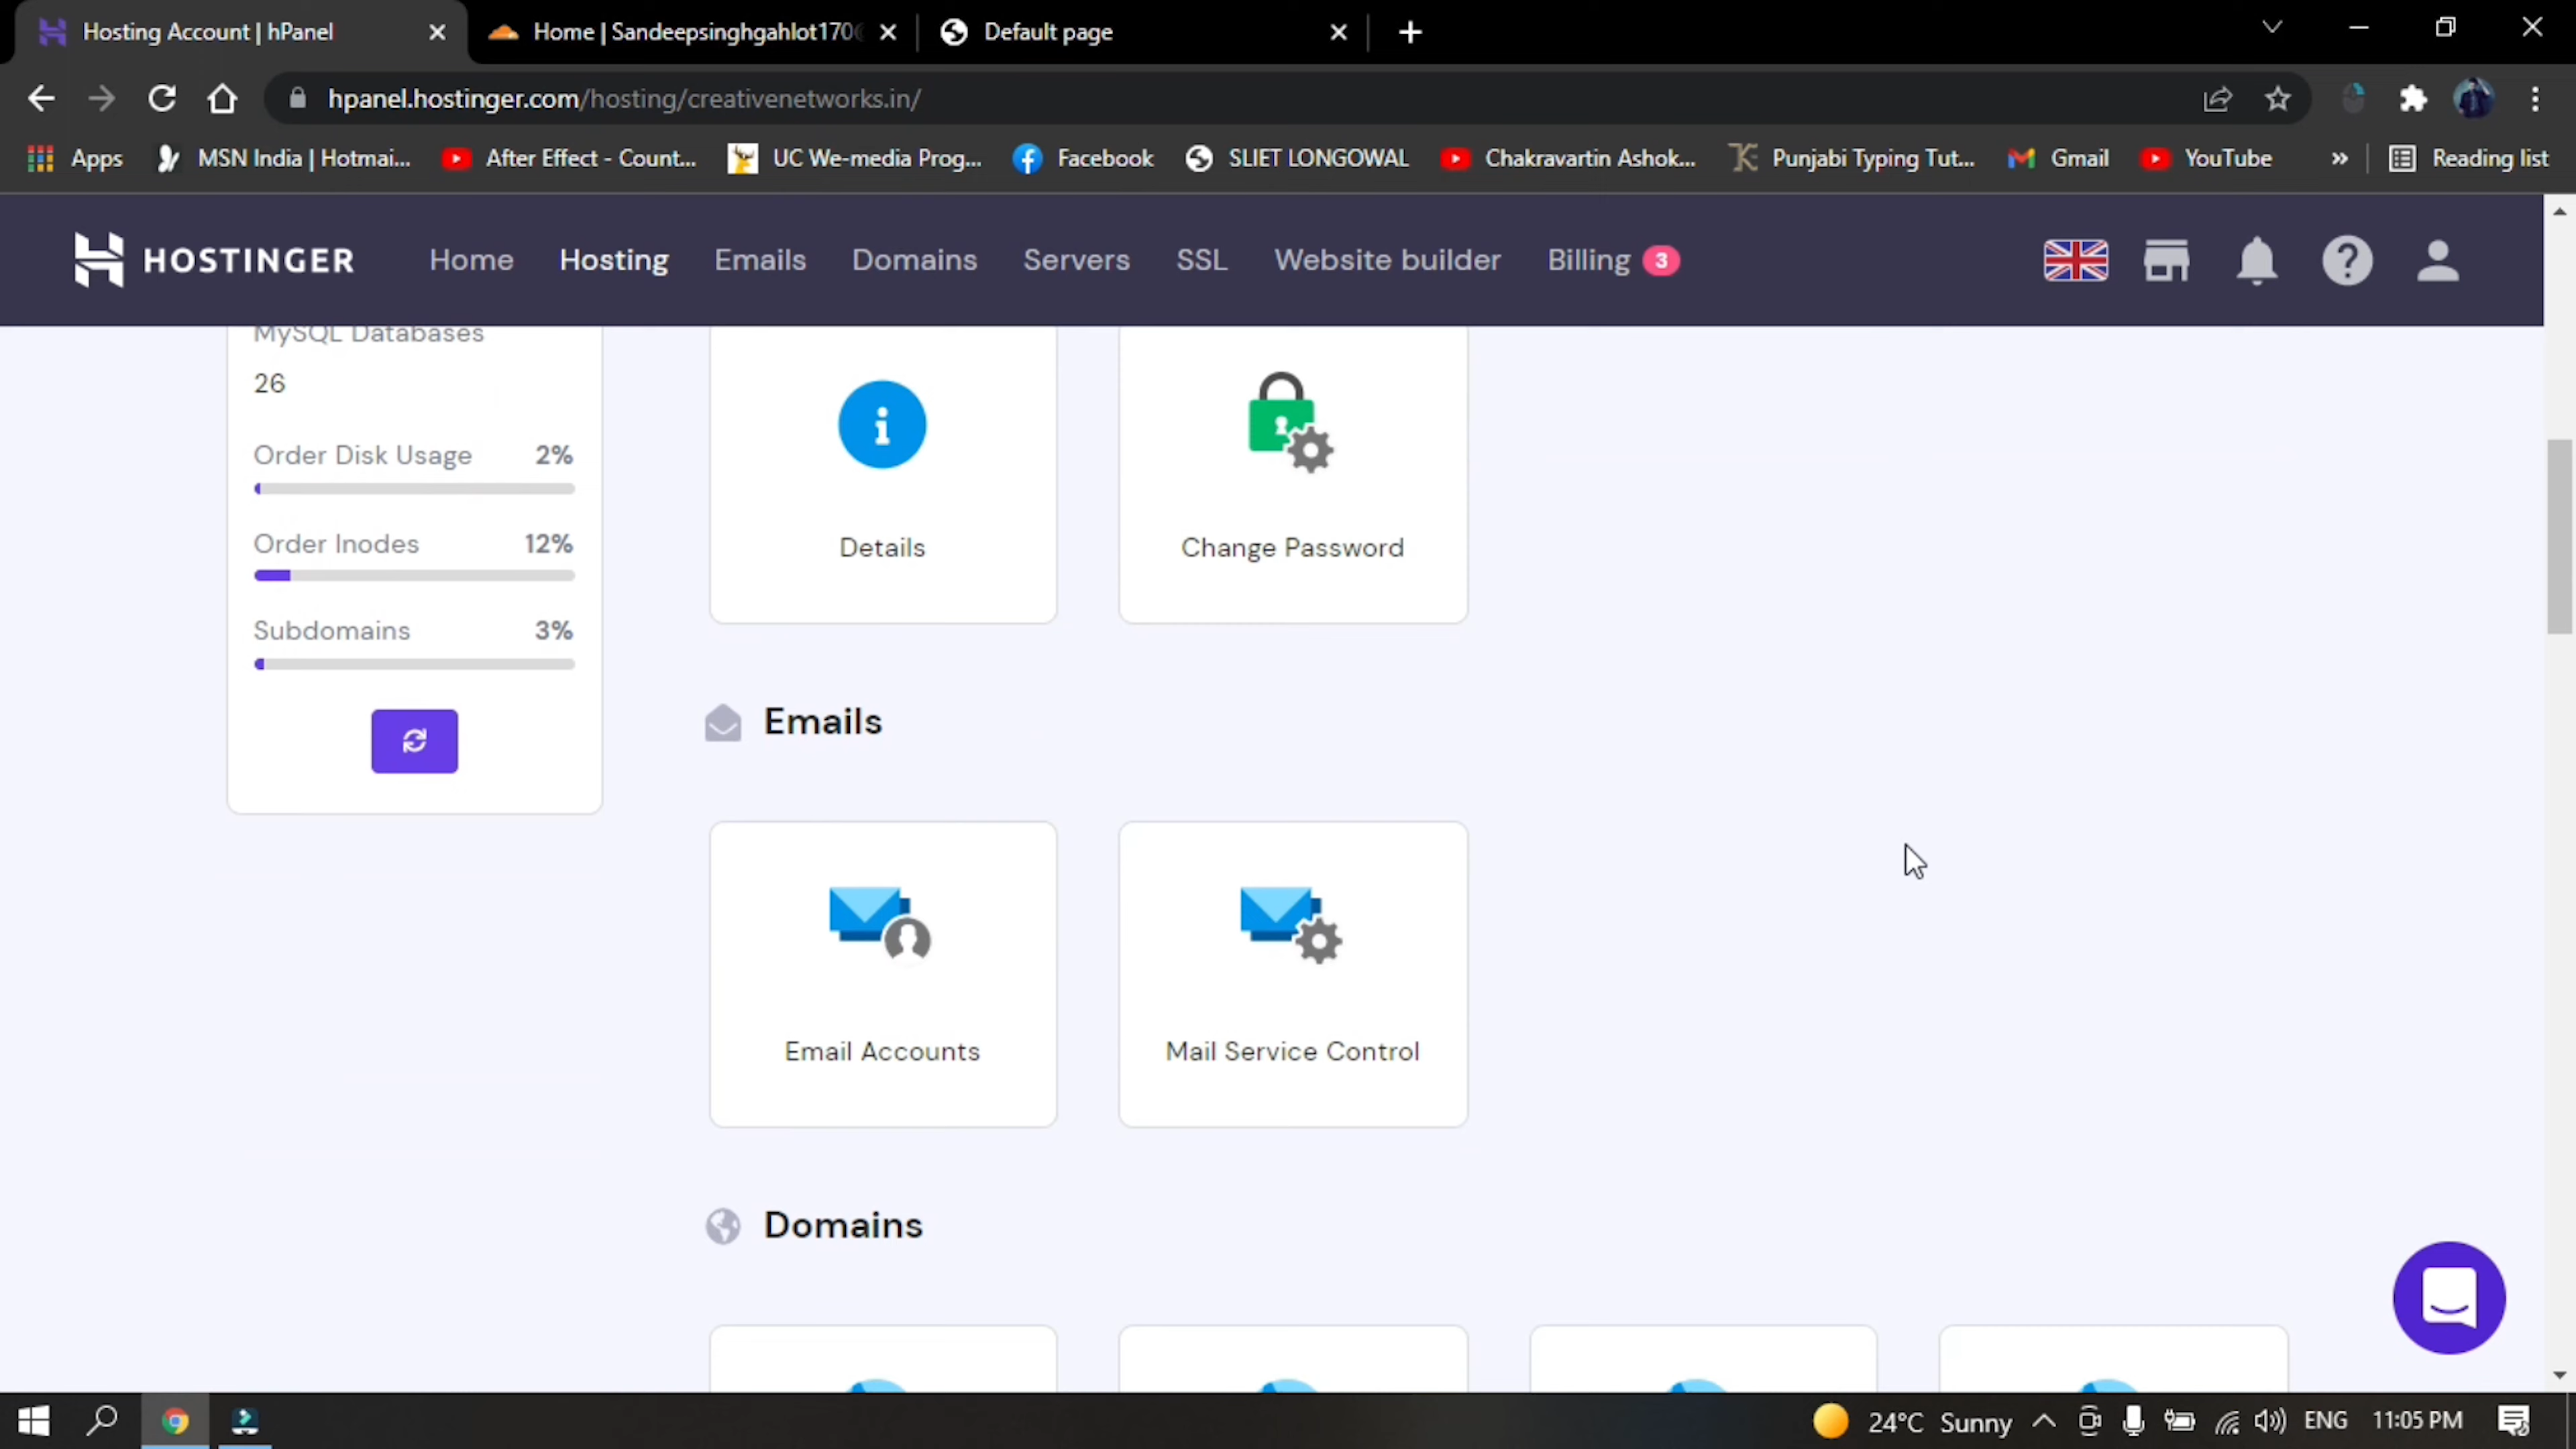 Hosting Account | hPanel
Home | Sandeepsinghgahlot170
Default page
hpanel.hostinger.com/hosting/creativenetworks.in/
Apps
MSN India | Hotmai...
After Effect - Count...
UC We-media Prog...
Facebook
SLIET LONGOWAL
Chakravartin Ashok...
Punjabi Typing Tut...
Gmail
YouTube
»
Reading list
HOSTINGER
Home
Hosting
Emails
Domains
Servers
SSL
Website builder
Billing 3
MySQL Databases
26
Order Disk Usage 2%
Order Inodes 12%
Subdomains 3%
Details
Change Password
Emails
Email Accounts
Mail Service Control
Domains
24°C Sunny
ENG
11:05 PM